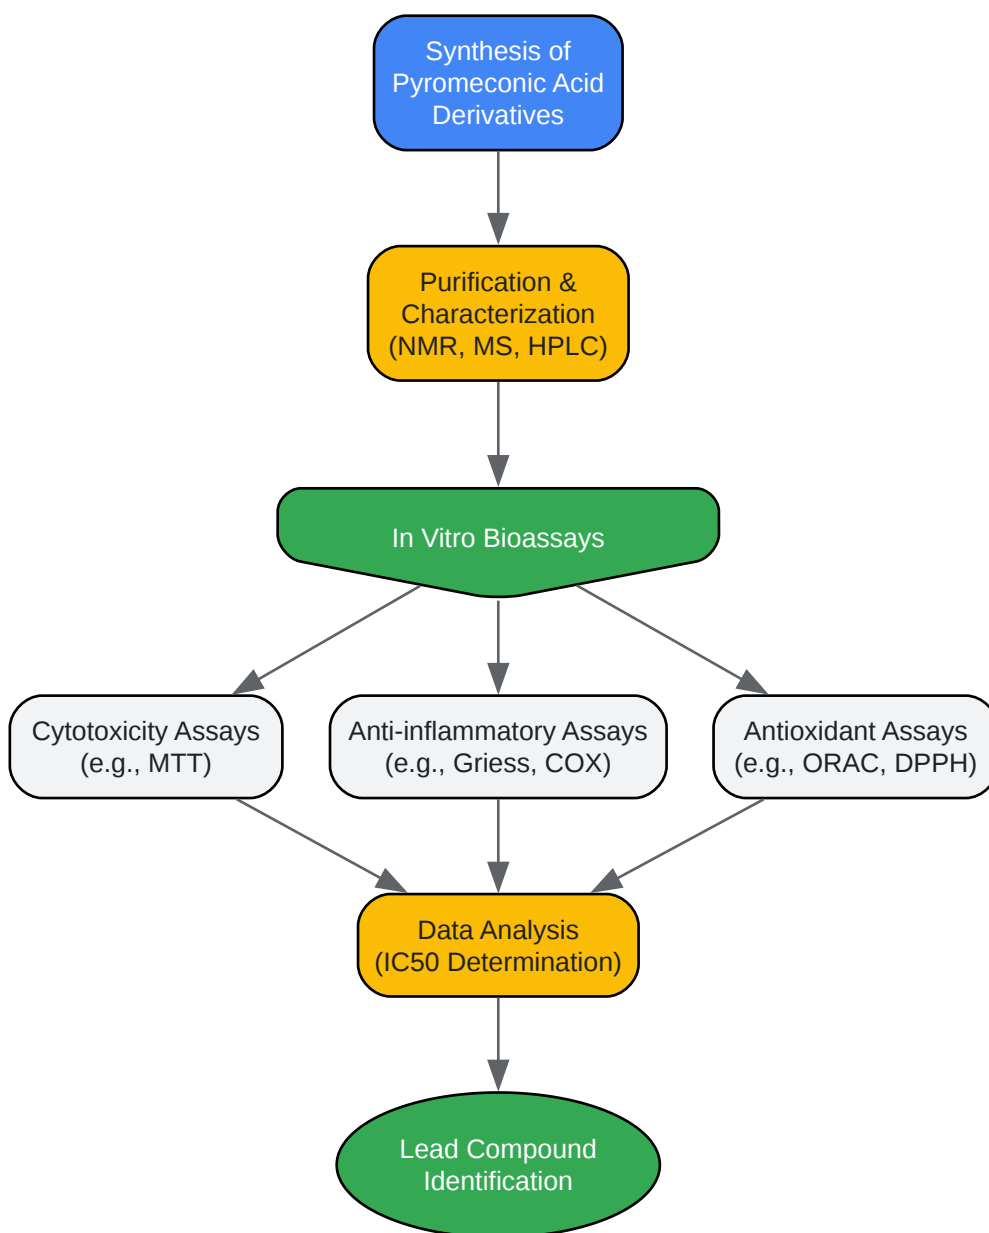 Synthesis of
Pyromeconic Acid
Derivatives
Purification &
Characterization
(NMR, MS, HPLC)
In Vitro Bioassays
Cytotoxicity Assays
(e.g., MTT)
Anti-inflammatory Assays
(e.g., Griess, COX)
Antioxidant Assays
(e.g., ORAC, DPPH)
Data Analysis
(IC50 Determination)
Lead Compound
Identification